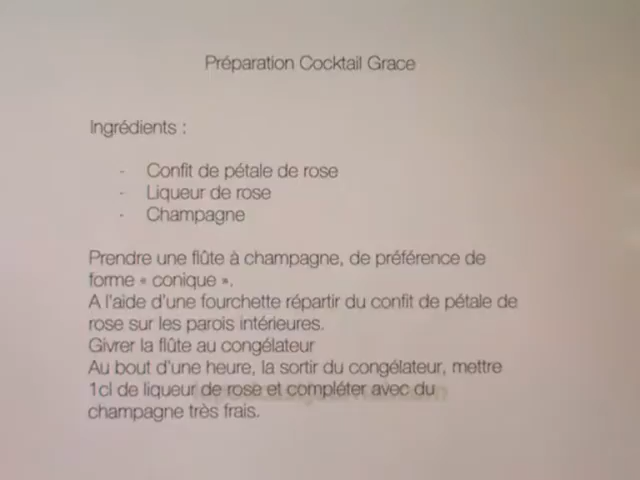 Préparation Cocktail Grace
Ingrédients :
- Confit de pétale de rose
- Liqueur de rose
- Champagne
Prendre une flûte à champagne, de préférence de
forme « conique ».
A l'aide d'une fourchette répartir du confit de pétale de
rose sur les parois intérieures.
Givrer la flûte au congélateur
Au bout d'une heure, la sortir du congélateur, mettre
1cl de liqueur de rose et compléter avec du
champagne très frais.